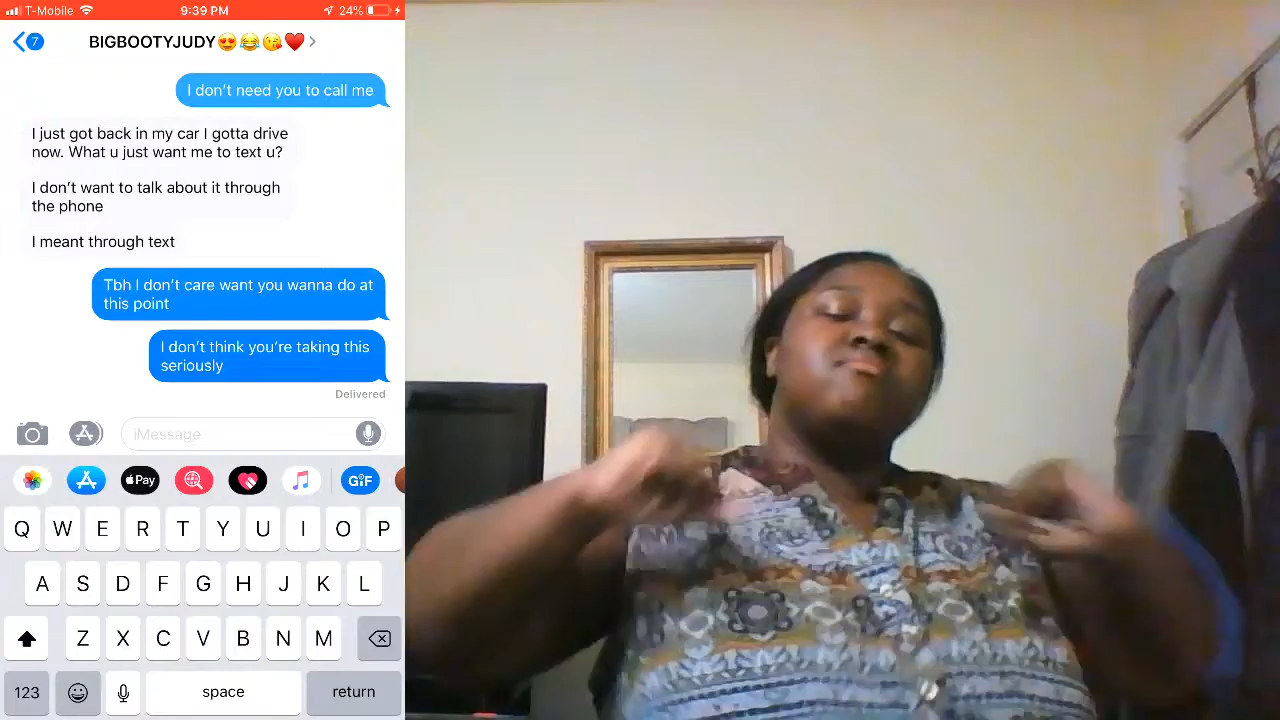 T-Mobile 9:39 PM 24%
7 BIGBOOTYJUDY😍😂😘❤️
I don't need you to call me
I just got back in my car I gotta drive
now. What u just want me to text u?
I don't want to talk about it through
the phone
I meant through text
Tbh I don't care want you wanna do at
this point
I don't think you're taking this
seriously
Delivered
iMessage
Pay GIF
Q W E R T Y U I O P
A S D F G H J K L
Z X C V B N M
123 space return